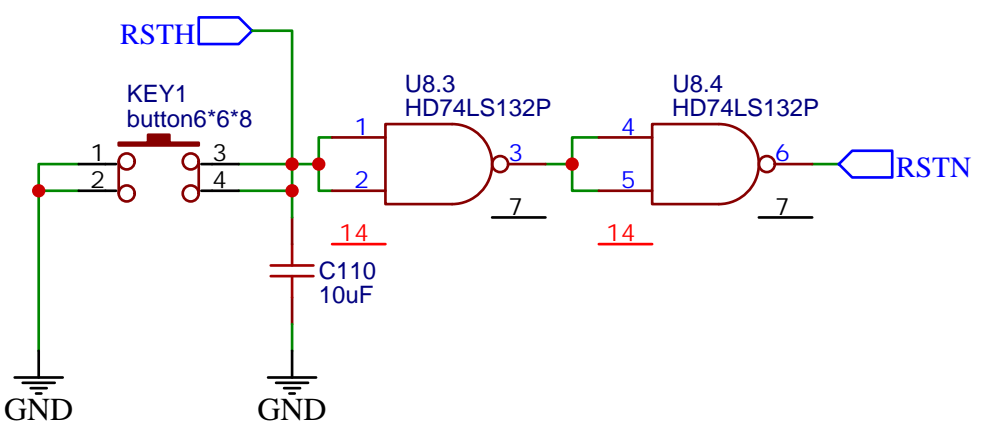 RSTH
KEY1
button6*6*8
1
2
3
4
U8.3
HD74LS132P
1
2
3
7
14
U8.4
HD74LS132P
4
5
6
7
14
RSTN
C110
10uF
GND
GND